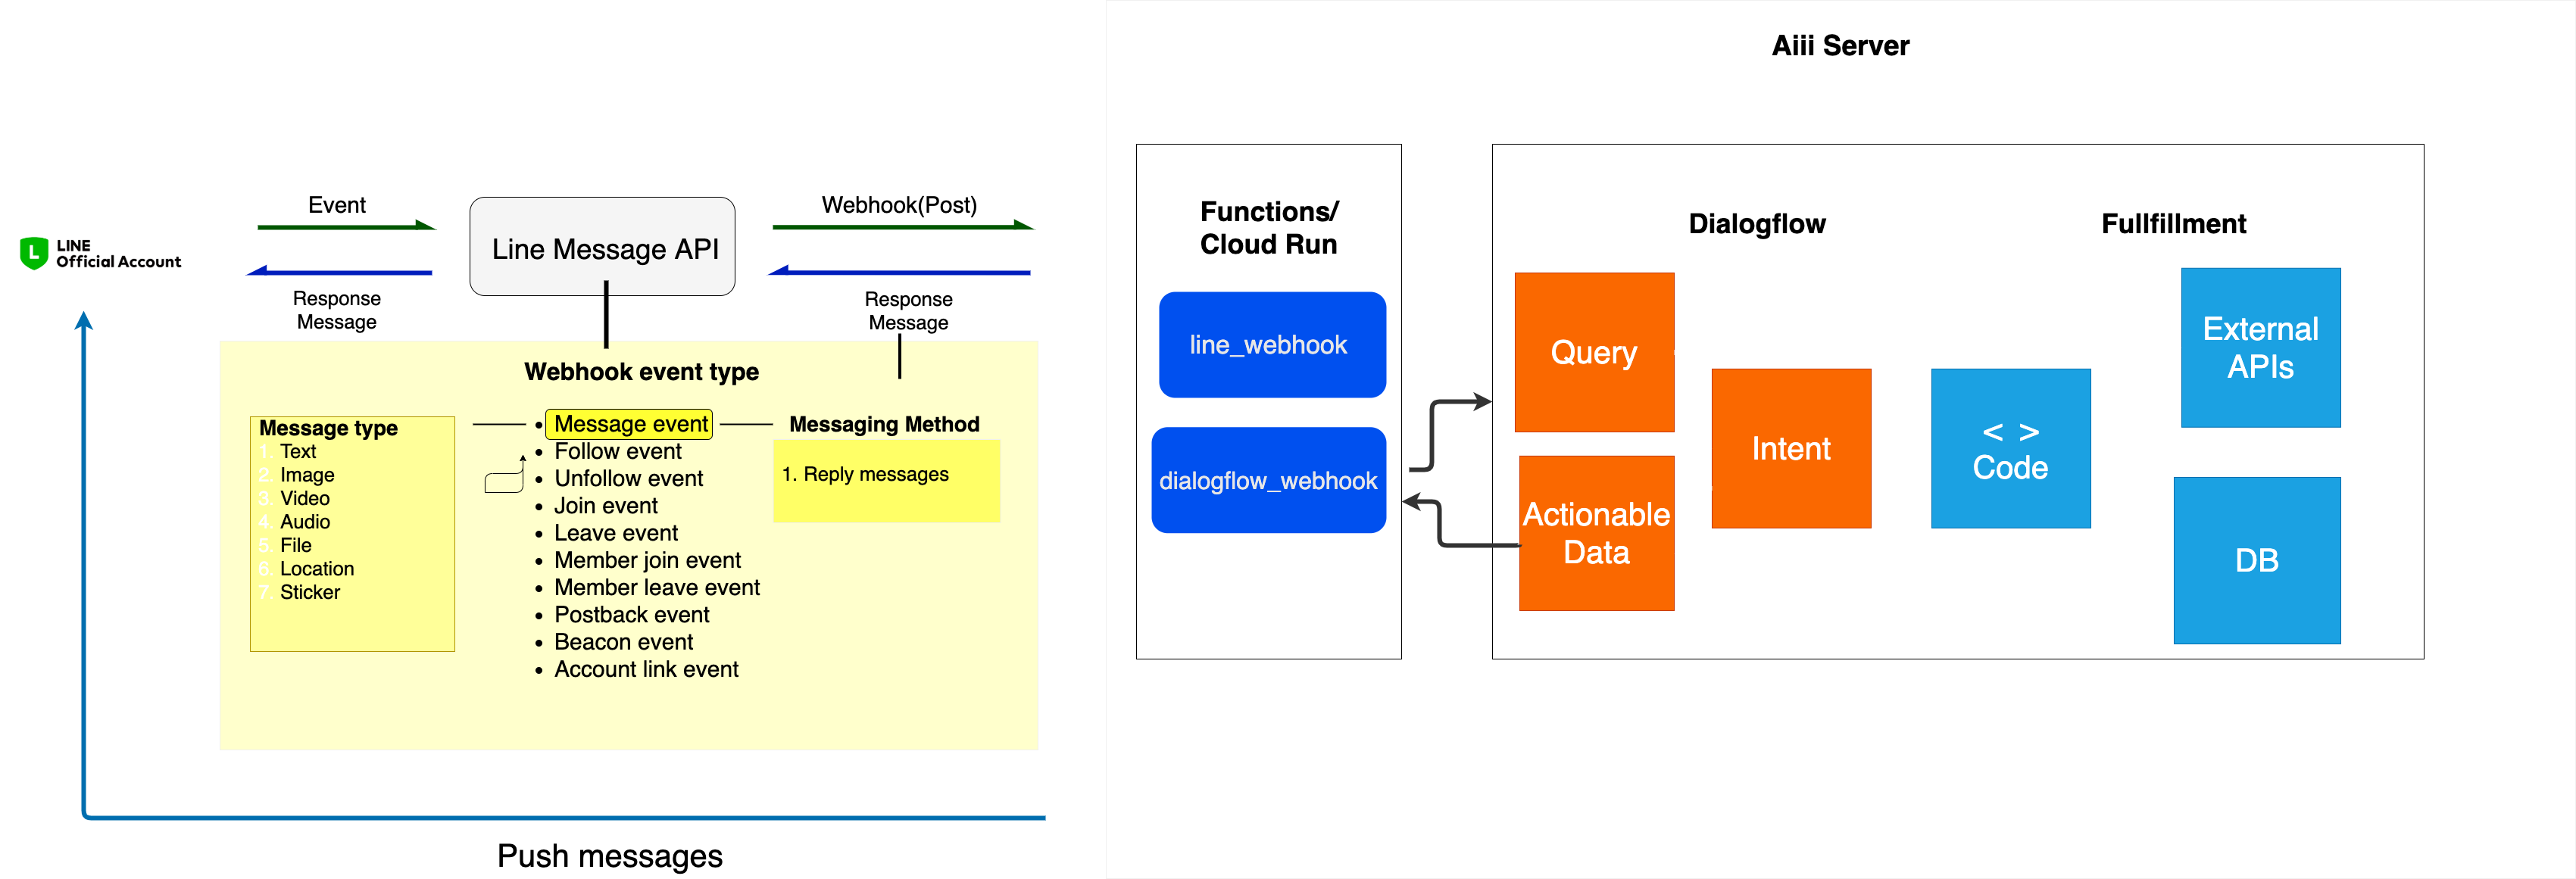 Aiii Server
Event
Webhook(Post)
L
LINE
Official Account
Line Message API
Response
Message
Response
Message
Webhook event type
Message type
1. Text
2. Image
3. Video
4. Audio
5. File
6. Location
7. Sticker
• Message event
• Follow event
• Unfollow event
• Join event
• Leave event
• Member join event
• Member leave event
• Postback event
• Beacon event
• Account link event
Messaging Method
1. Reply messages
Push messages
Functions/
Cloud Run
line_webhook
dialogflow_webhook
Dialogflow
Query
Actionable
Data
Intent
Fullfillment
< >
Code
External
APIs
DB